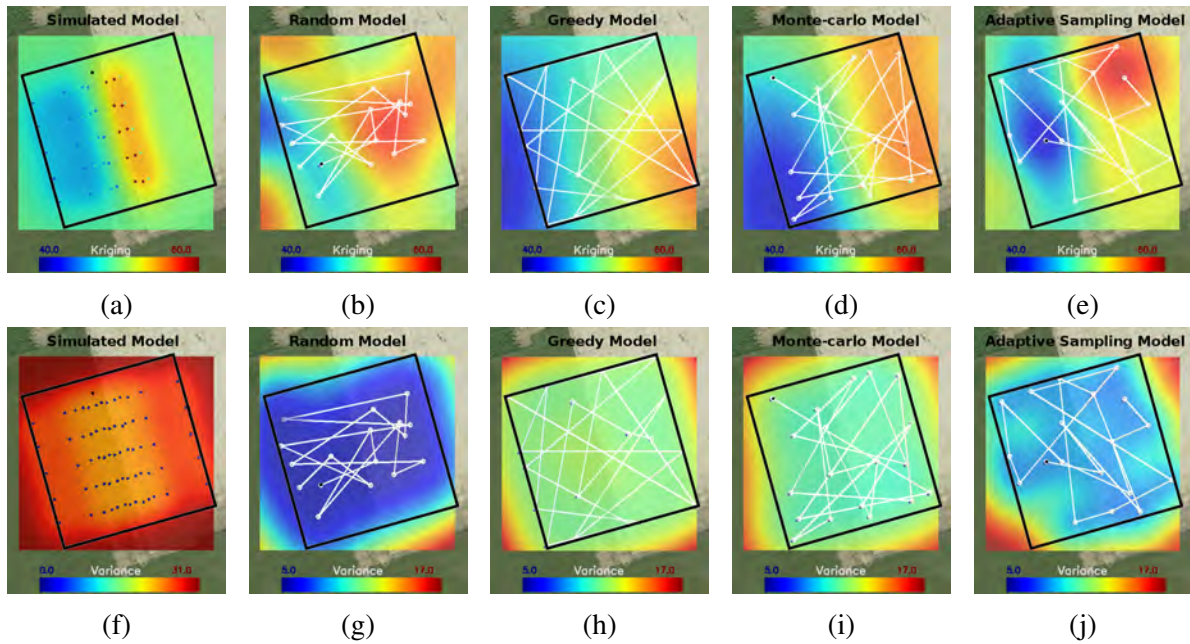 Simulated Model Random Model Greedy Model Monte-carlo Model Adaptive Sampling Model
40.0 Kriging 60.0 40.0 Kriging 60.0 40.0 Kriging 60.0 40.0 Kriging 60.0 40.0 Kriging 60.0
(a) (b) (c) (d) (e)
Simulated Model Random Model Greedy Model Monte-carlo Model Adaptive Sampling Model
0.0 Variance 31.0 5.0 Variance 17.0 5.0 Variance 17.0 5.0 Variance 17.0 5.0 Variance 17.0
(f) (g) (h) (i) (j)